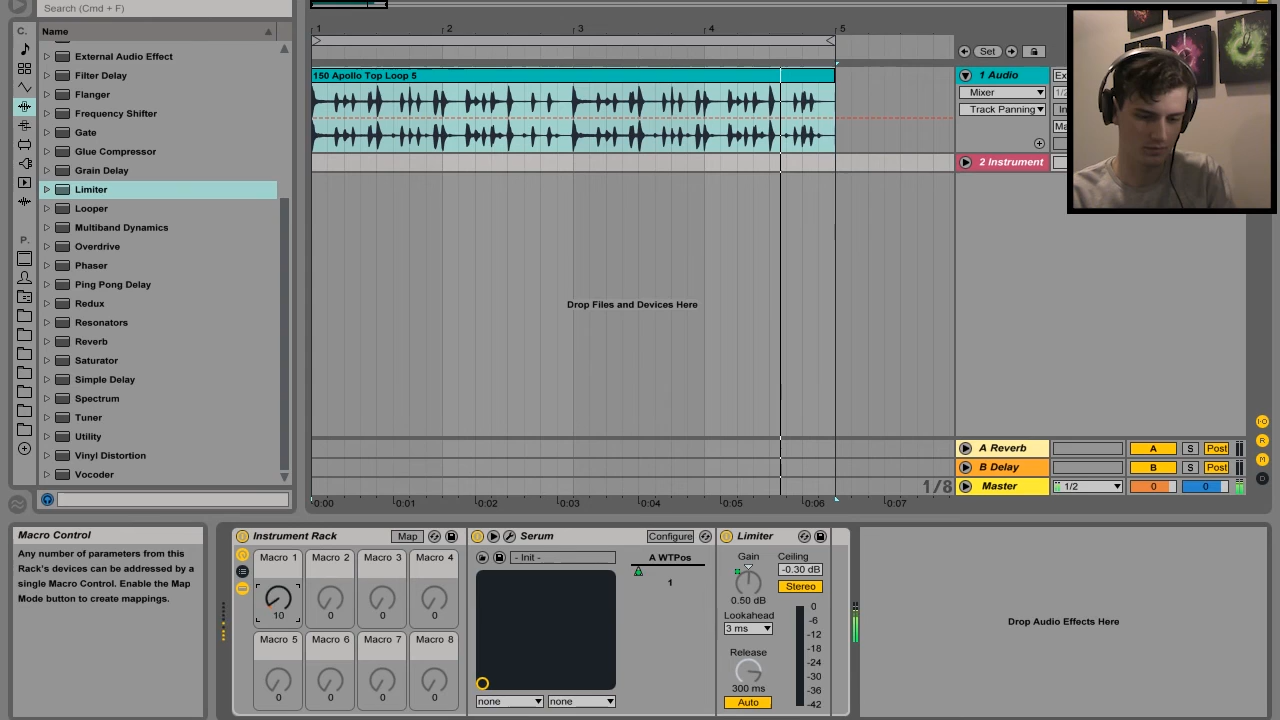 Search (Cmd + F)
C.
Name
External Audio Effect
Filter Delay
Flanger
Frequency Shifter
Gate
Glue Compressor
Grain Delay
Limiter
Looper
Multiband Dynamics
Overdrive
Phaser
Ping Pong Delay
Redux
Resonators
Reverb
Saturator
Simple Delay
Spectrum
Tuner
Utility
Vinyl Distortion
Vocoder
P.
1 2 3 4 5
Set
150 Apollo Top Loop 5
1 Audio
Ex
Mixer
1/2
Track Panning
In
Ma
2 Instrument
Drop Files and Devices Here
A Reverb
A S Post
B Delay
B S Post
Master
1/2
0 0
1/8
0:00 0:01 0:02 0:03 0:04 0:05 0:06 0:07
I·O
R
M
D
Macro Control
Any number of parameters from this
Rack's devices can be addressed by a
single Macro Control. Enable the Map
Mode button to create mappings.
Instrument Rack
Map
Macro 1 Macro 2 Macro 3 Macro 4
10 0 0 0
Macro 5 Macro 6 Macro 7 Macro 8
0 0 0 0
Serum
Configure
- Init -
A WTPos
1
none none
Limiter
Gain Ceiling
-0.30 dB
Stereo
0.50 dB
Lookahead
3 ms
Release
300 ms
Auto
0
-6
-12
-18
-24
-30
-36
-42
Drop Audio Effects Here